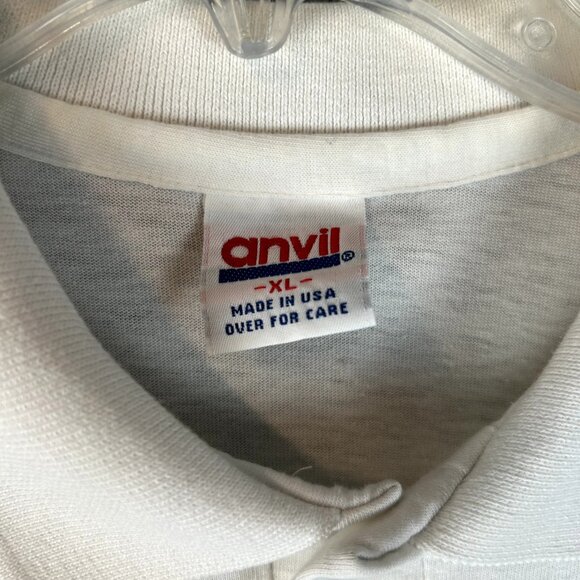 anvil®
-XL-
MADE IN USA
OVER FOR CARE